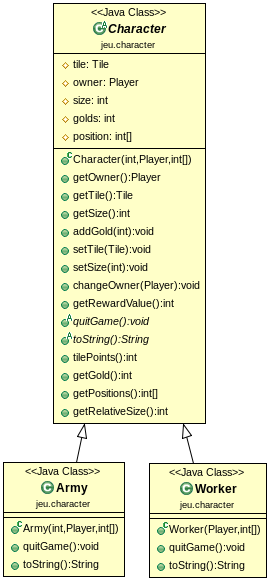 <<Java Class>>
Character
jeu.character
tile: Tile
owner: Player
size: int
golds: int
position: int[]
Character(int,Player,int[])
getOwner():Player
getTile():Tile
getSize():int
addGold(int):void
setTile(Tile):void
setSize(int):void
changeOwner(Player):void
getRewardValue():int
quitGame():void
toString():String
tilePoints():int
getGold():int
getPositions():int[]
getRelativeSize():int
<<Java Class>>
Army
jeu.character
Army(int,Player,int[])
quitGame():void
toString():String
<<Java Class>>
Worker
jeu.character
Worker(Player,int[])
quitGame():void
toString():String